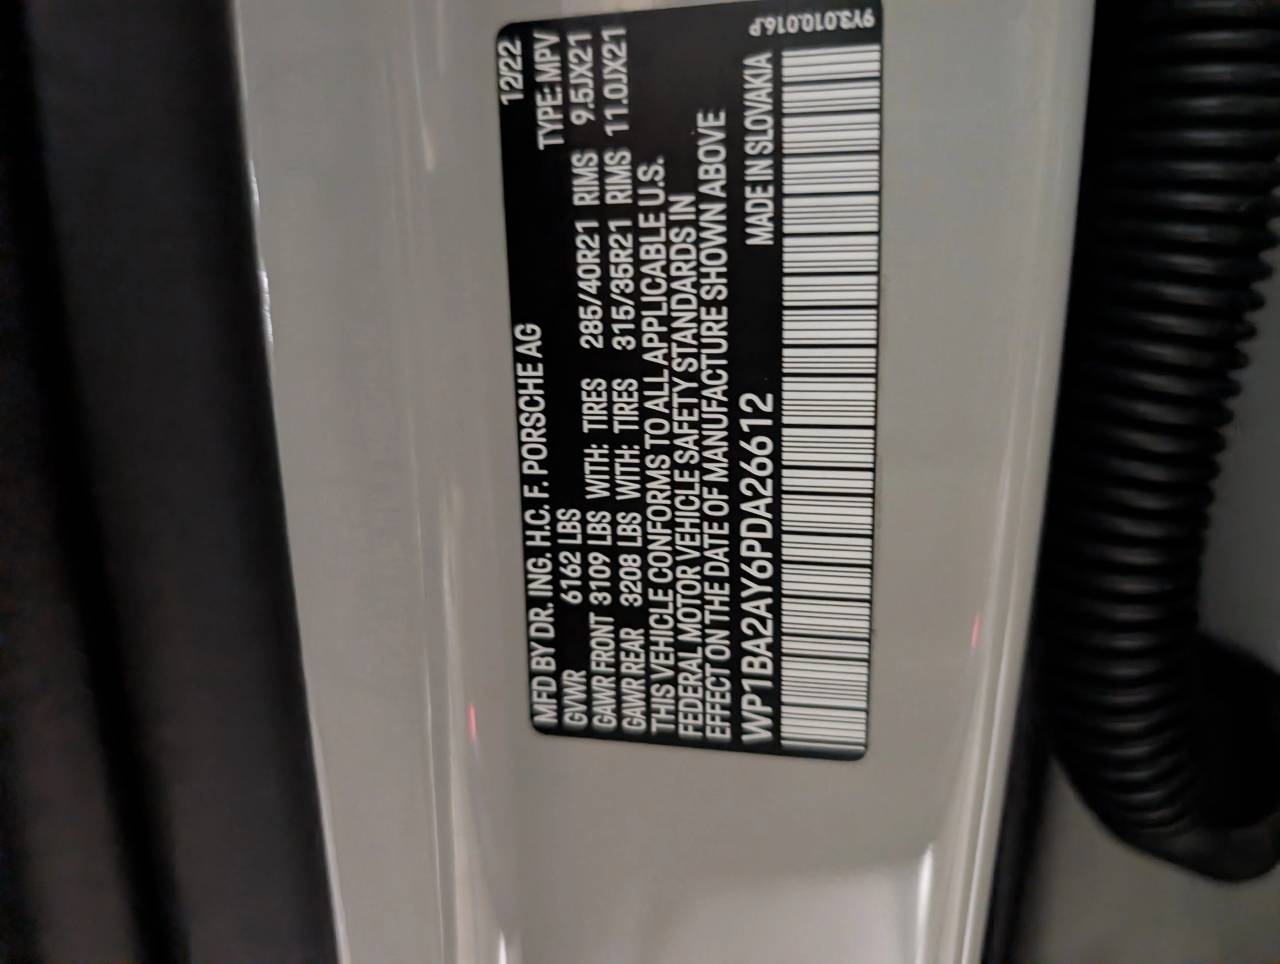 MFD BY DR. ING. H.C. F. PORSCHE AG 12/22
GVWR 6162 LBS TYPE: MPV
GAWR FRONT 3109 LBS WITH: TIRES 285/40R21 RIMS 9.5JX21
GAWR REAR 3208 LBS WITH: TIRES 315/35R21 RIMS 11.0JX21
THIS VEHICLE CONFORMS TO ALL APPLICABLE U.S.
FEDERAL MOTOR VEHICLE SAFETY STANDARDS IN
EFFECT ON THE DATE OF MANUFACTURE SHOWN ABOVE
WP1BA2AY6PDA26612 MADE IN SLOVAKIA
9Y3.010.016.P